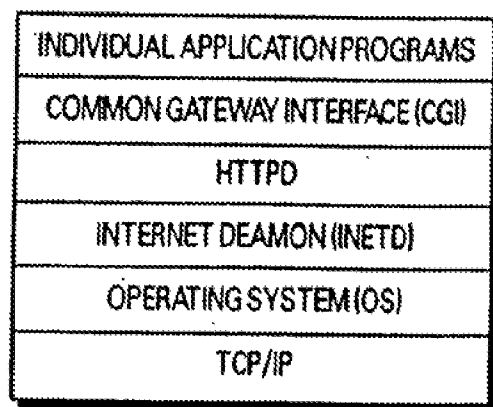 INDIVIDUAL APPLICATION PROGRAMS
COMMON GATEWAY INTERFACE (CGI)
HTTPD
INTERNET DEAMON (INETD)
OPERATING SYSTEM (OS)
TCP/IP